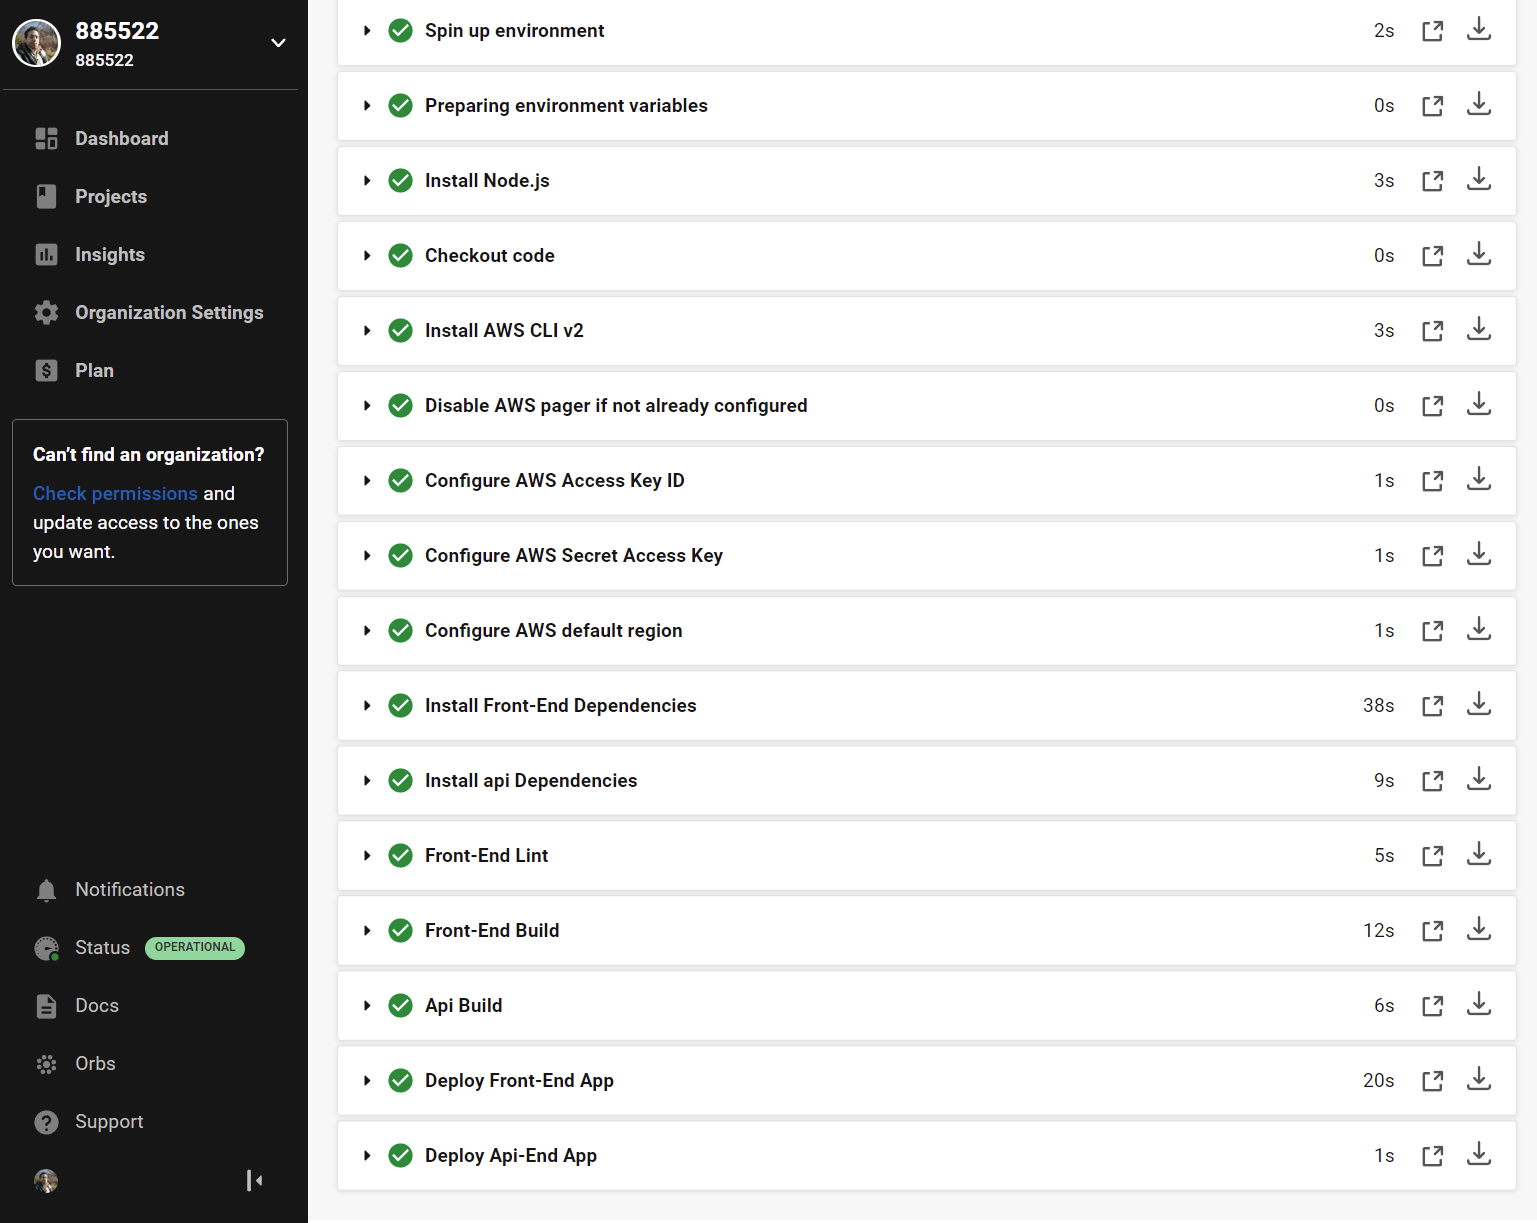 885522
885522
Dashboard
Projects
Insights
Organization Settings
Plan
Can’t find an organization?
Check permissions and
update access to the ones
you want.
Notifications
Status OPERATIONAL
Docs
Orbs
Support
Spin up environment 2s
Preparing environment variables 0s
Install Node.js 3s
Checkout code 0s
Install AWS CLI v2 3s
Disable AWS pager if not already configured 0s
Configure AWS Access Key ID 1s
Configure AWS Secret Access Key 1s
Configure AWS default region 1s
Install Front-End Dependencies 38s
Install api Dependencies 9s
Front-End Lint 5s
Front-End Build 12s
Api Build 6s
Deploy Front-End App 20s
Deploy Api-End App 1s